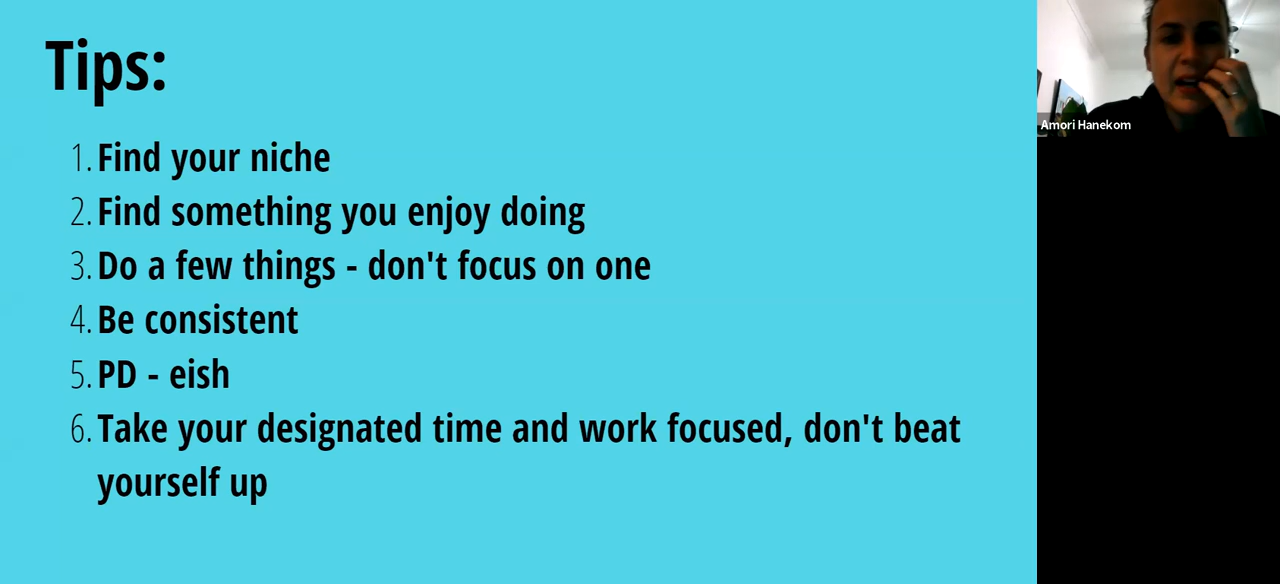 Tips:
1. Find your niche
2. Find something you enjoy doing
3. Do a few things - don't focus on one
4. Be consistent
5. PD - eish
6. Take your designated time and work focused, don't beat
yourself up
Amori Hanekom